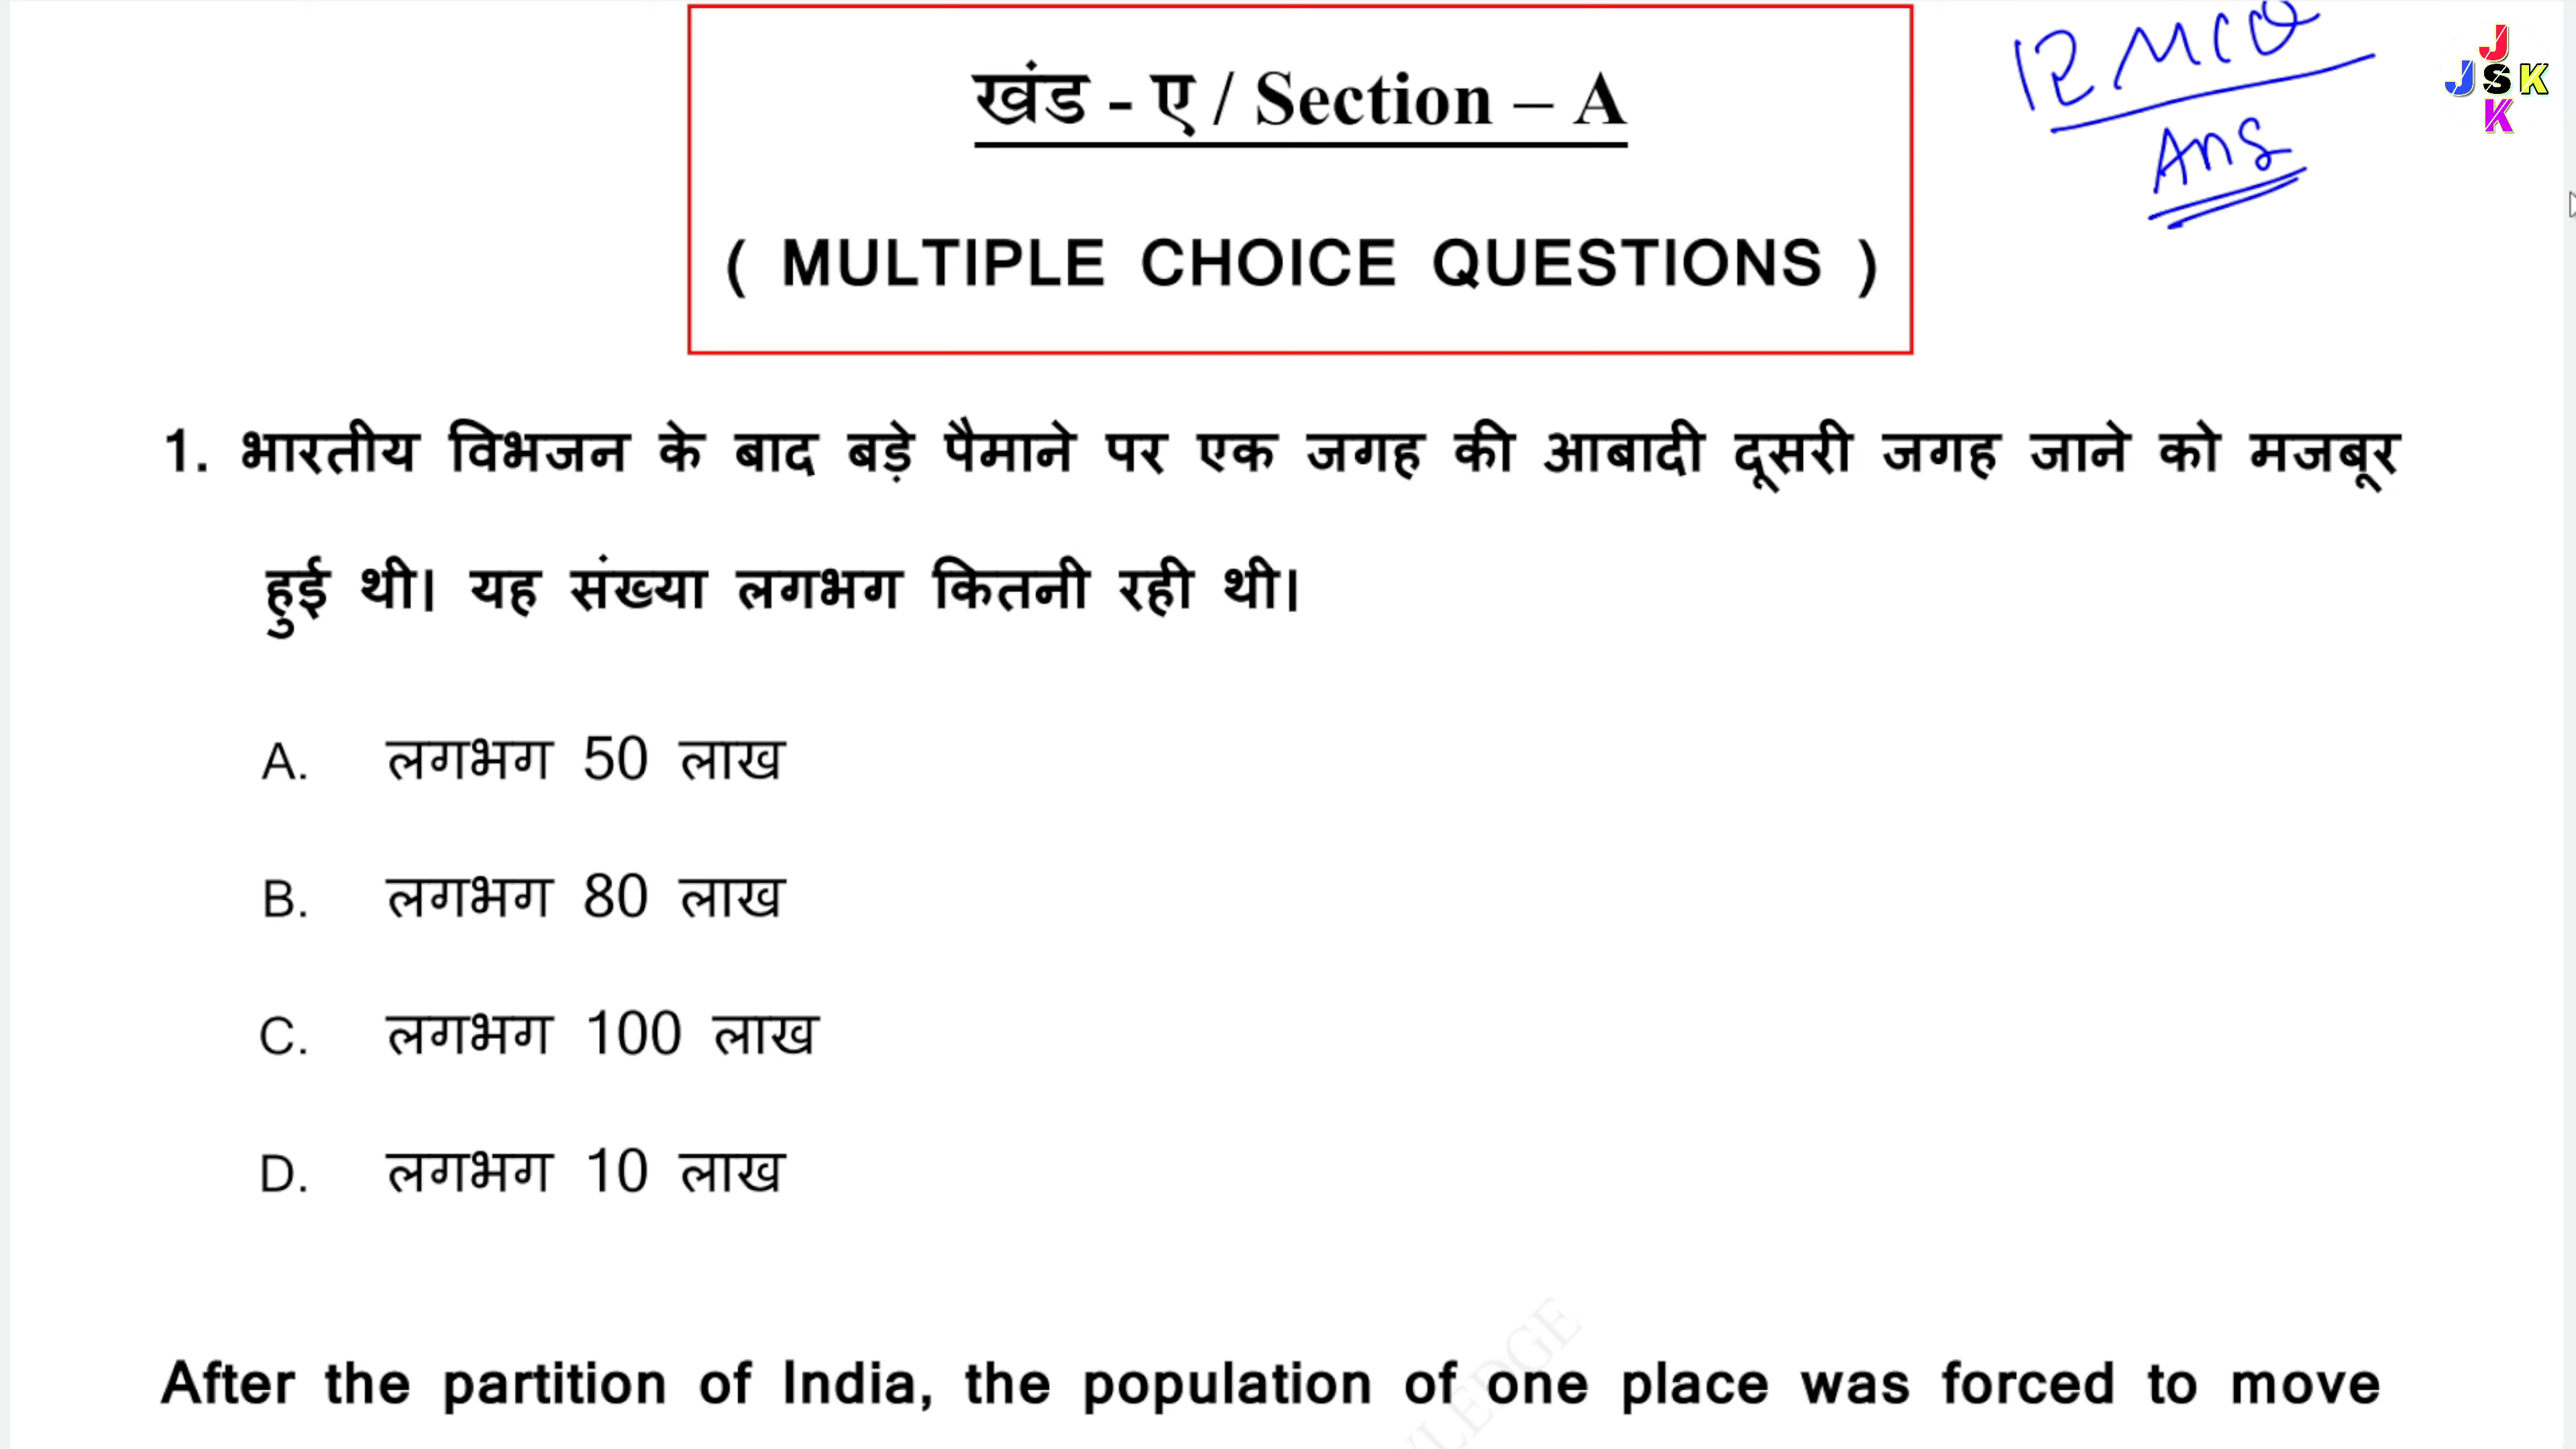 खंड - ए / Section – A
12 MCQ
Ans
J
JSK
K
( MULTIPLE CHOICE QUESTIONS )
1. भारतीय विभजन के बाद बड़े पैमाने पर एक जगह की आबादी दूसरी जगह जाने को मजबूर
हुई थी। यह संख्या लगभग कितनी रही थी।
A. लगभग 50 लाख
B. लगभग 80 लाख
C. लगभग 100 लाख
D. लगभग 10 लाख
After the partition of India, the population of one place was forced to move